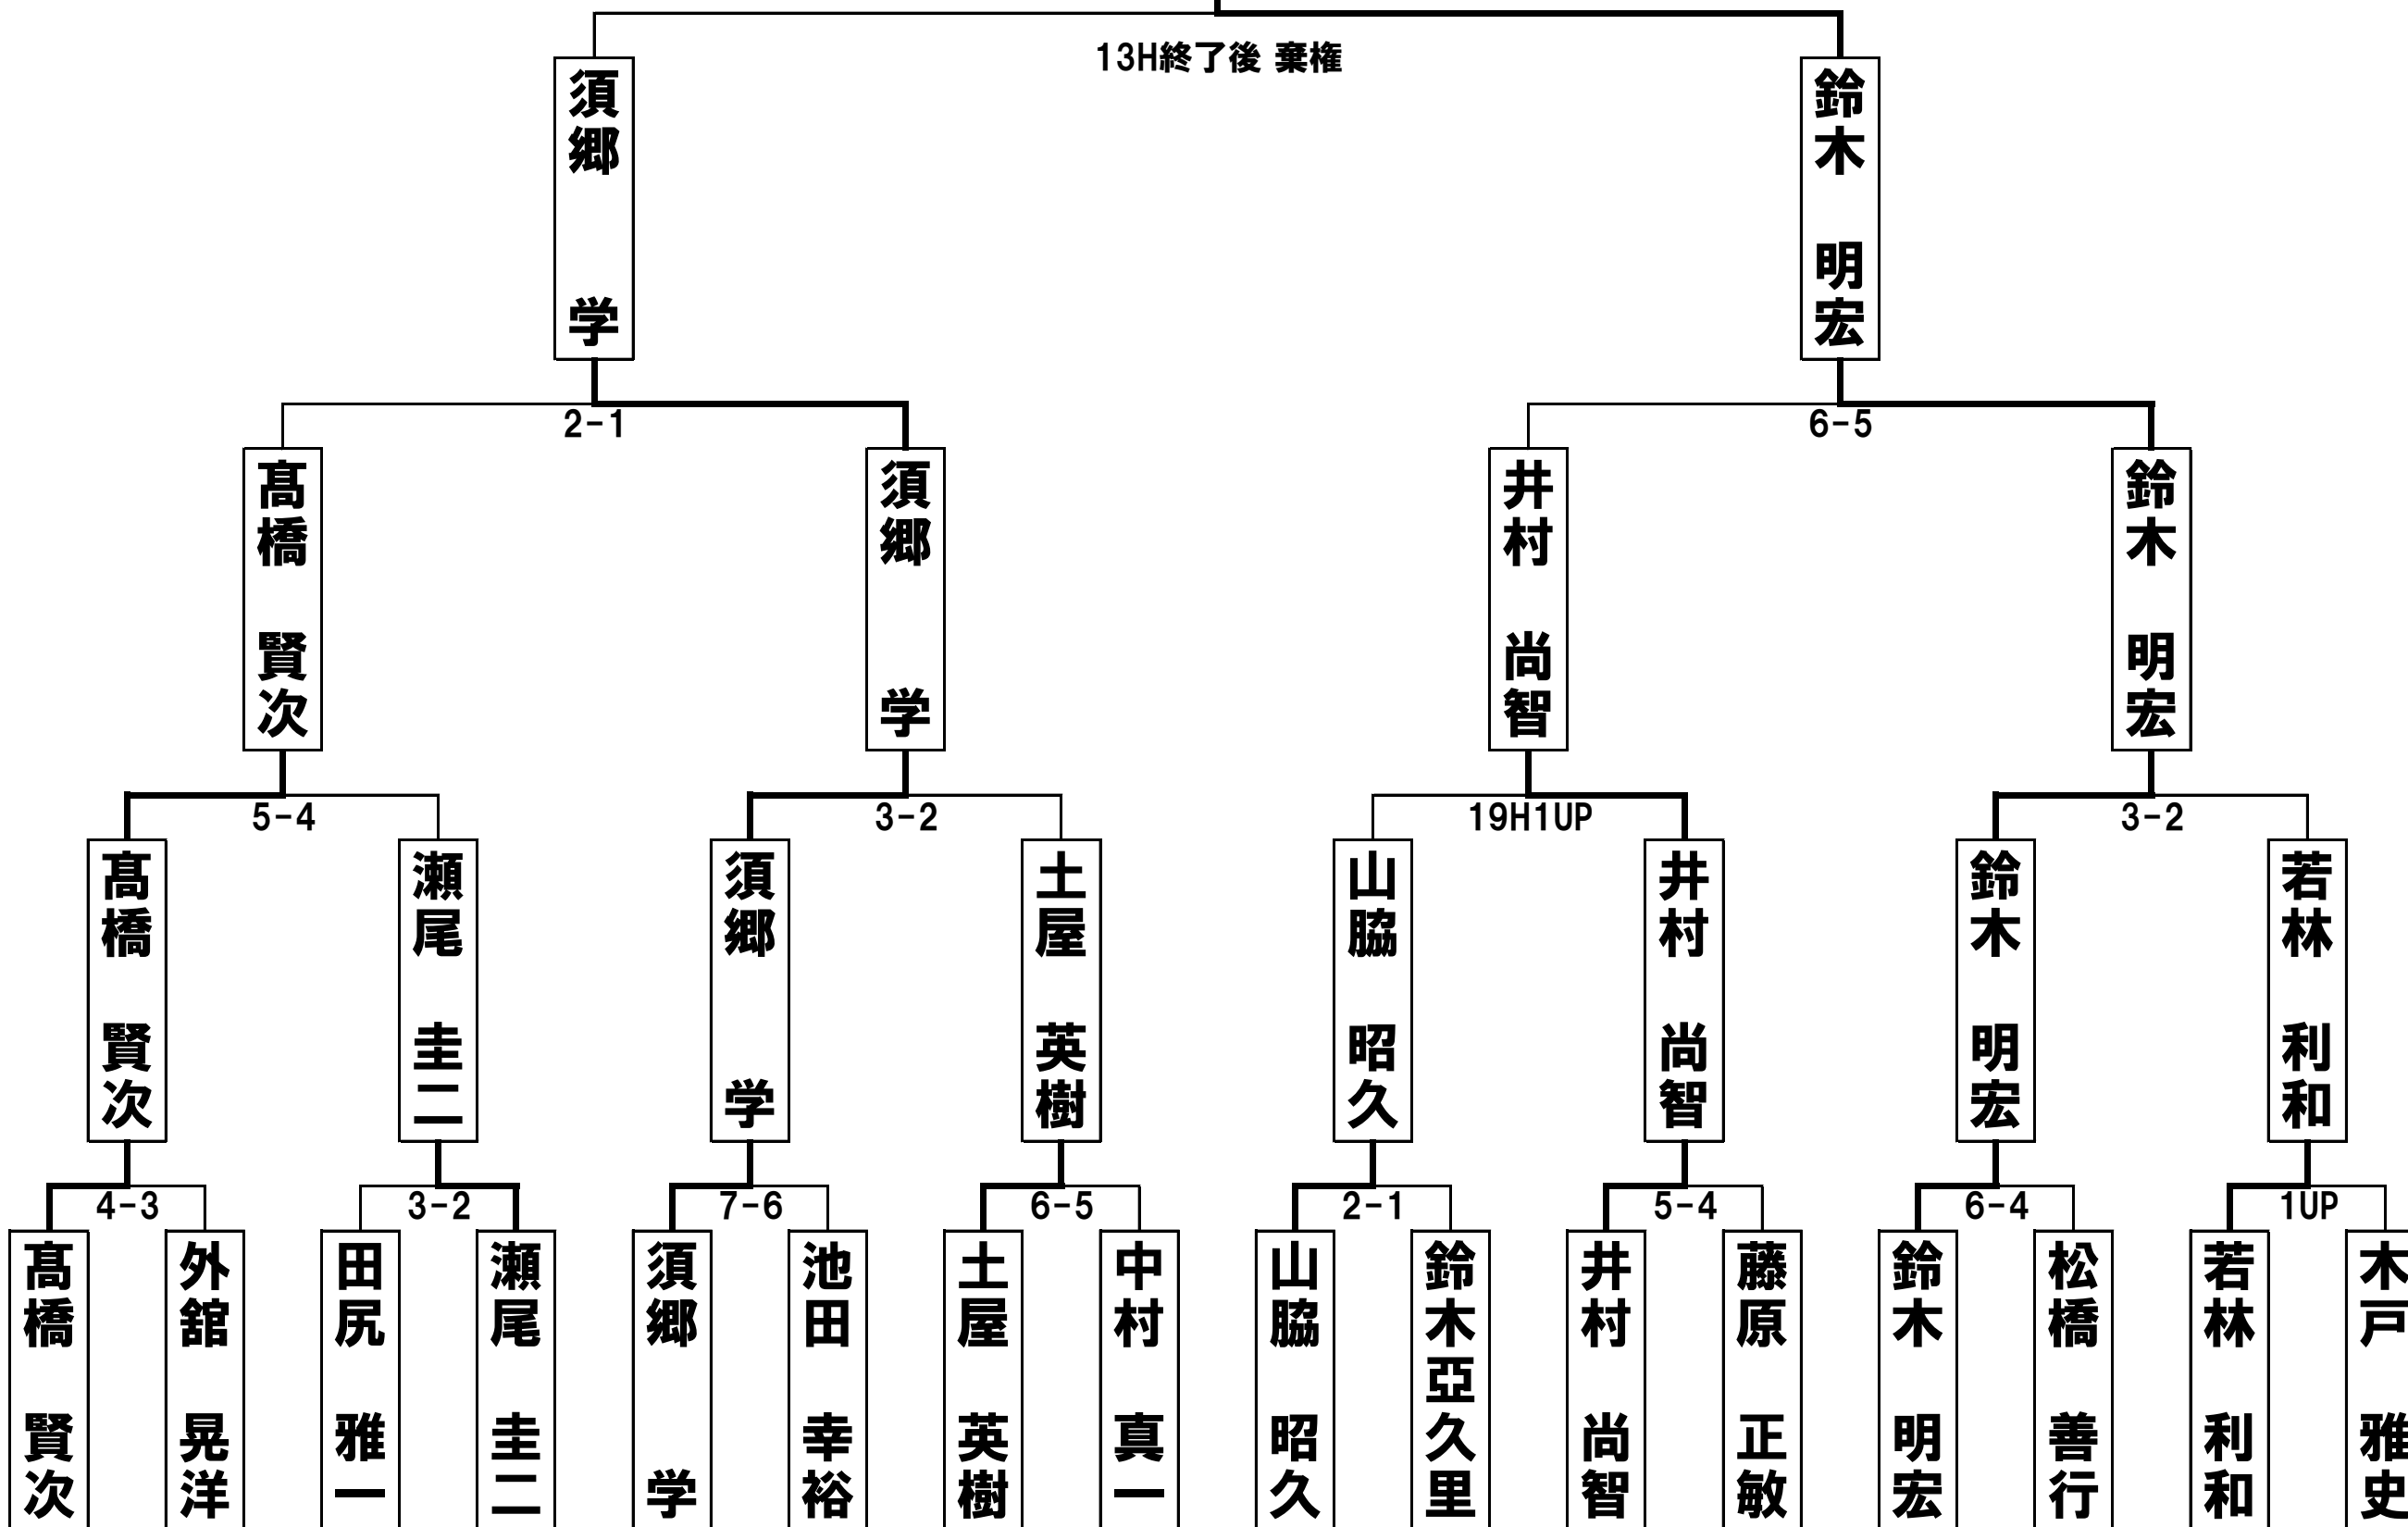 13H終了後 棄権
須郷 学
鈴木 明宏
2-1
6-5
髙橋 賢次
須郷 学
井村 尚智
鈴木 明宏
5-4
3-2
19H1UP
3-2
髙橋 賢次
瀬尾 圭二
須郷 学
土屋 英樹
山脇 昭久
井村 尚智
鈴木 明宏
若林 利和
4-3
3-2
7-6
6-5
2-1
5-4
6-4
1UP
髙橋 賢次
外舘 晃洋
田尻 雅一
瀬尾 圭二
須郷 学
池田 幸裕
土屋 英樹
中村 真一
山脇 昭久
鈴木亞久里
井村 尚智
藤原 正敏
鈴木 明宏
松橋 善行
若林 利和
木戸 雅史